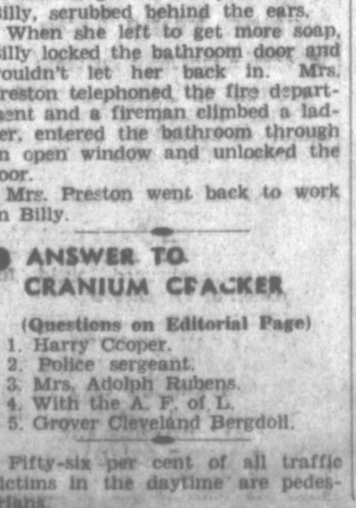 Billy, scrubbed behind the ears.
When she left to get more soap,
Billy locked the bathroom door and
wouldn't let her back in. Mrs.
Preston telephoned the fire depart-
ment and a fireman climbed a lad-
er, entered the bathroom through
an open window and unlocked the
oor.
Mrs. Preston went back to work
on Billy.
ANSWER TO
CRANIUM CRACKER
(Questions on Editorial Page)
1. Harry Cooper.
2. Police sergeant.
3. Mrs. Adolph Rubens.
4. With the A. F. of L.
5. Grover Cleveland Bergdoll.
Fifty-six per cent of all traffic
victims in the daytime are pedes-
trians.